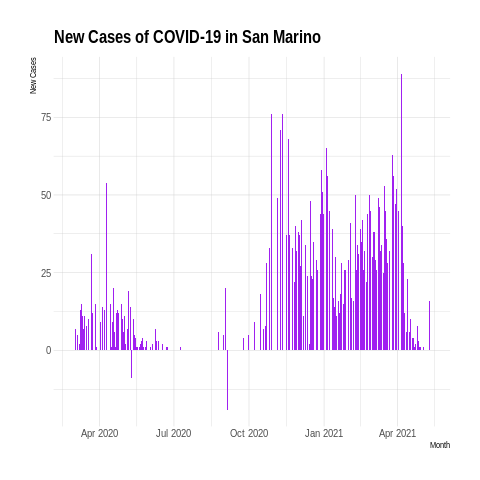 New Cases of COVID-19 in San Marino
New Cases
75
50
25
0
Apr 2020 Jul 2020 Oct 2020 Jan 2021 Apr 2021
Month